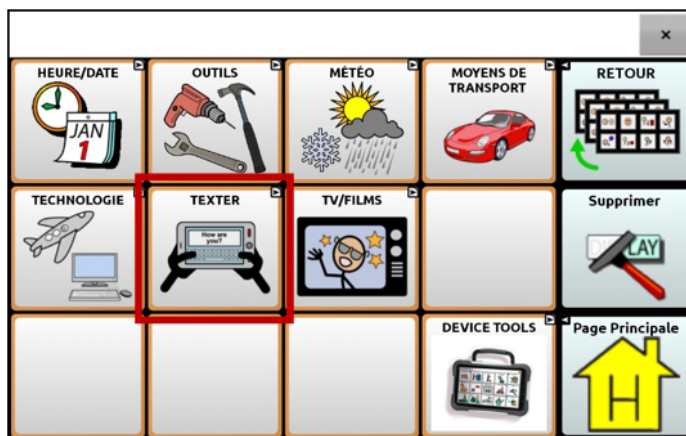 ×
HEURE/DATE
JAN
1
OUTILS
MÉTÉO
MOYENS DE
TRANSPORT
RETOUR
TECHNOLOGIE
TEXTER
How are
you?
TV/FILMS
Supprimer
LAY
DEVICE TOOLS
Page Principale
H